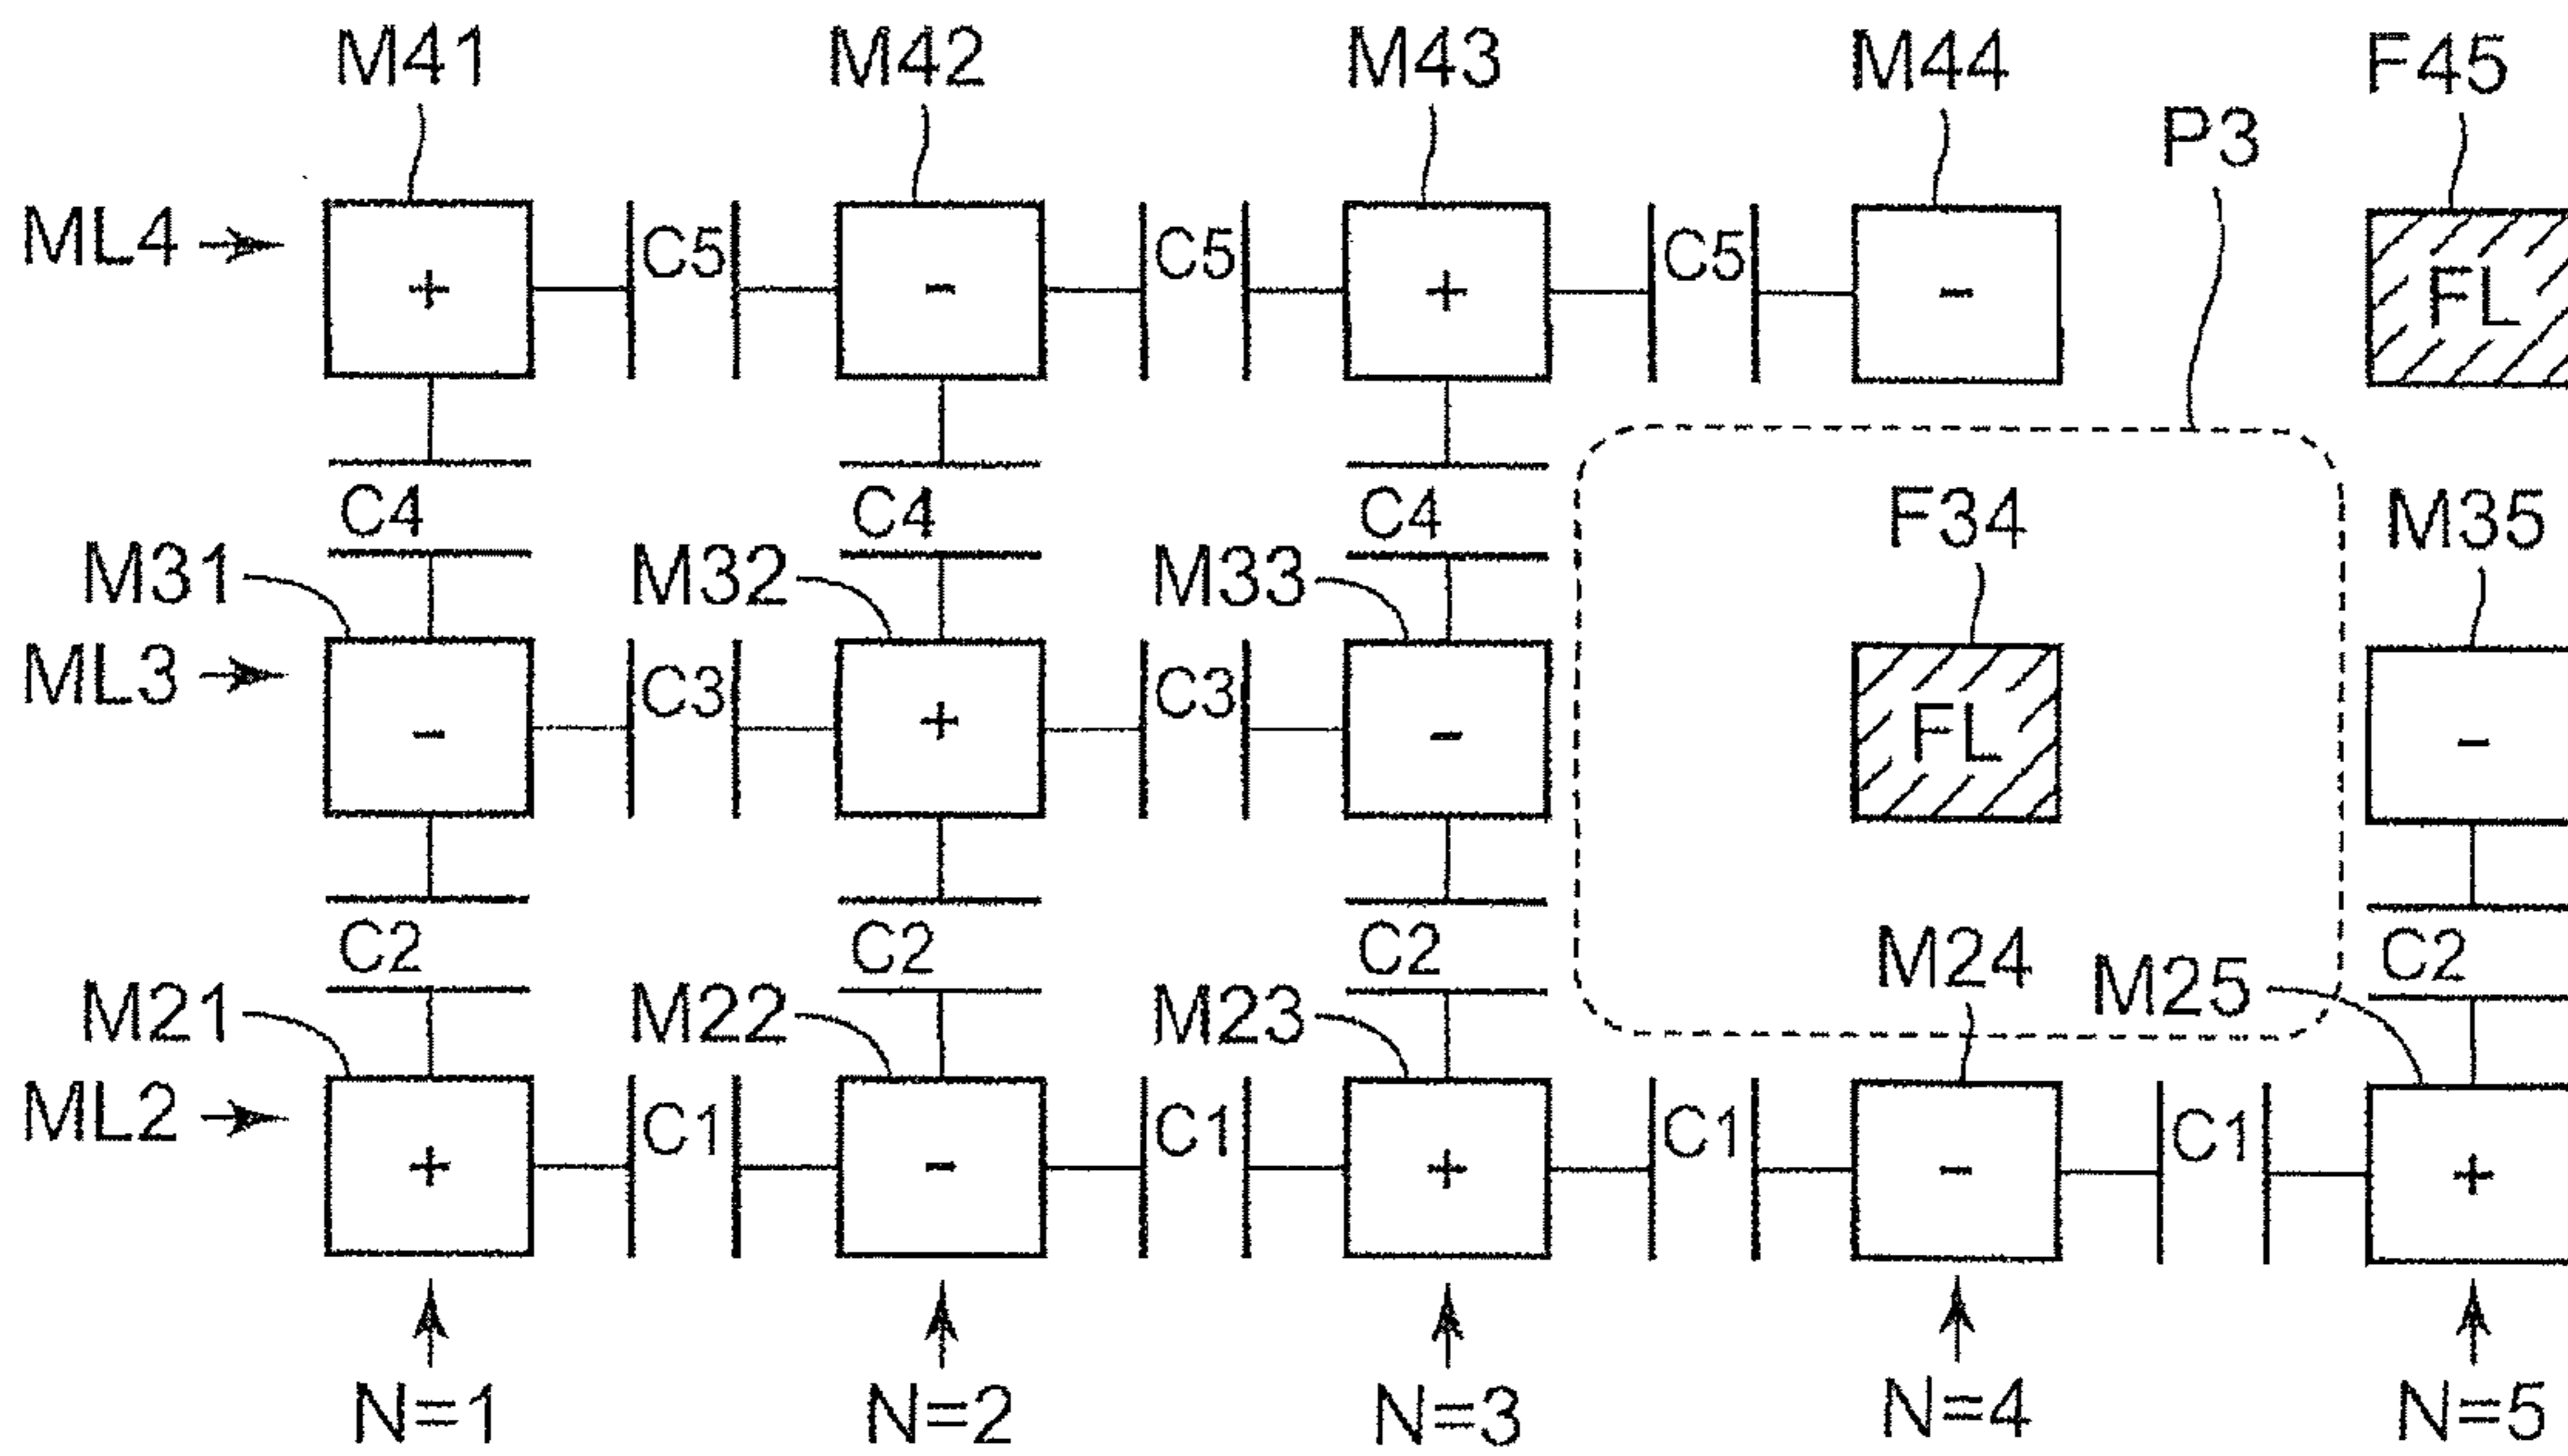 M41 M42 M43 M44 F45
P3
ML4 + C5 - C5 + C5 - FL
C4 C4 C4 F34 M35
M31 M32 M33
ML3 - C3 + C3 - FL -
C2 C2 C2 M24 C2
M21 M22 M23 M25
ML2 + C1 - C1 + C1 - C1 +
N=1 N=2 N=3 N=4 N=5